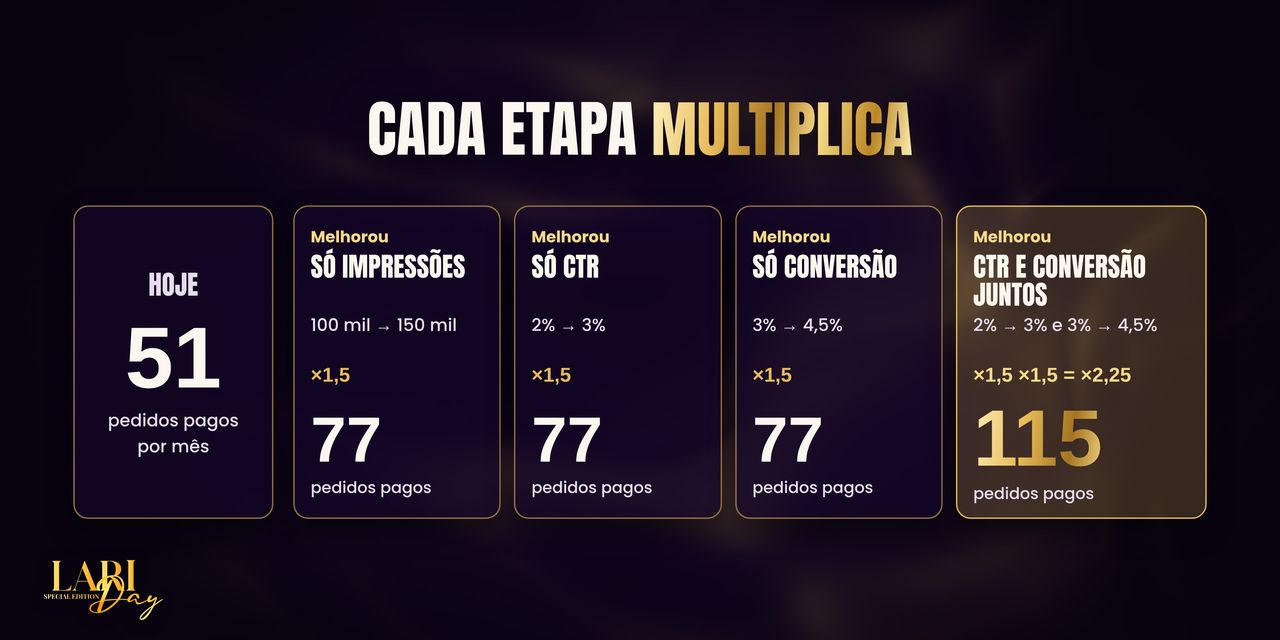 CADA ETAPA MULTIPLICA
HOJE
51
pedidos pagos
por mês
Melhorou
SÓ IMPRESSÕES
100 mil → 150 mil
×1,5
77
pedidos pagos
Melhorou
SÓ CTR
2% → 3%
×1,5
77
pedidos pagos
Melhorou
SÓ CONVERSÃO
3% → 4,5%
×1,5
77
pedidos pagos
Melhorou
CTR E CONVERSÃO
JUNTOS
2% → 3% e 3% → 4,5%
×1,5 ×1,5 = ×2,25
115
pedidos pagos
LABI
SPECIAL EDITION Day